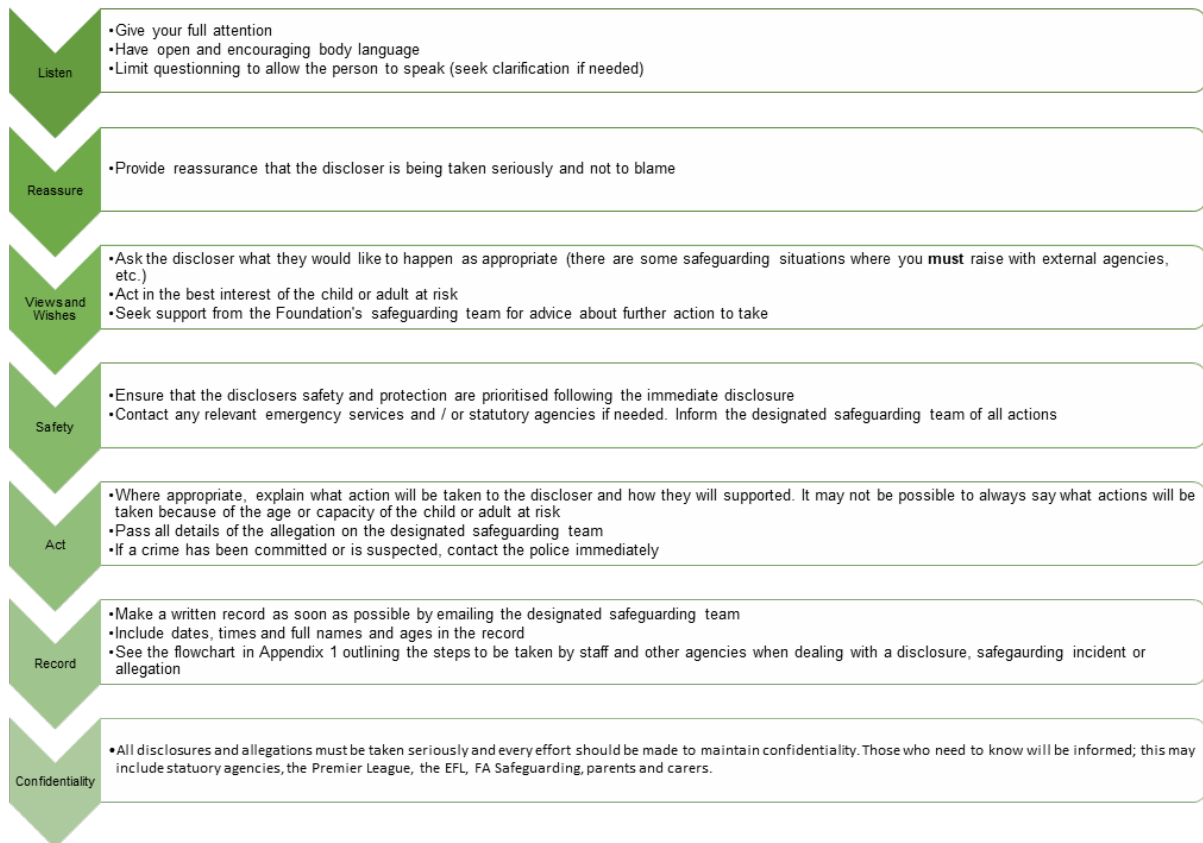 Listen
•Give your full attention
•Have open and encouraging body language
•Limit questionning to allow the person to speak (seek clarification if needed)
Reassure
•Provide reassurance that the discloser is being taken seriously and not to blame
Views and
Wishes
•Ask the discloser what they would like to happen as appropriate (there are some safeguarding situations where you must raise with external agencies,
etc.)
•Act in the best interest of the child or adult at risk
•Seek support from the Foundation's safeguarding team for advice about further action to take
Safety
•Ensure that the disclosers safety and protection are prioritised following the immediate disclosure
•Contact any relevant emergency services and / or statutory agencies if needed. Inform the designated safeguarding team of all actions
Act
•Where appropriate, explain what action will be taken to the discloser and how they will supported. It may not be possible to always say what actions will be
taken because of the age or capacity of the child or adult at risk
•Pass all details of the allegation on the designated safeguarding team
•If a crime has been committed or is suspected, contact the police immediately
Record
•Make a written record as soon as possible by emailing the designated safeguarding team
•Include dates, times and full names and ages in the record
•See the flowchart in Appendix 1 outlining the steps to be taken by staff and other agencies when dealing with a disclosure, safegaurding incident or
allegation
Confidentiality
•All disclosures and allegations must be taken seriously and every effort should be made to maintain confidentiality. Those who need to know will be informed; this may
include statuory agencies, the Premier League, the EFL, FA Safeguarding, parents and carers.